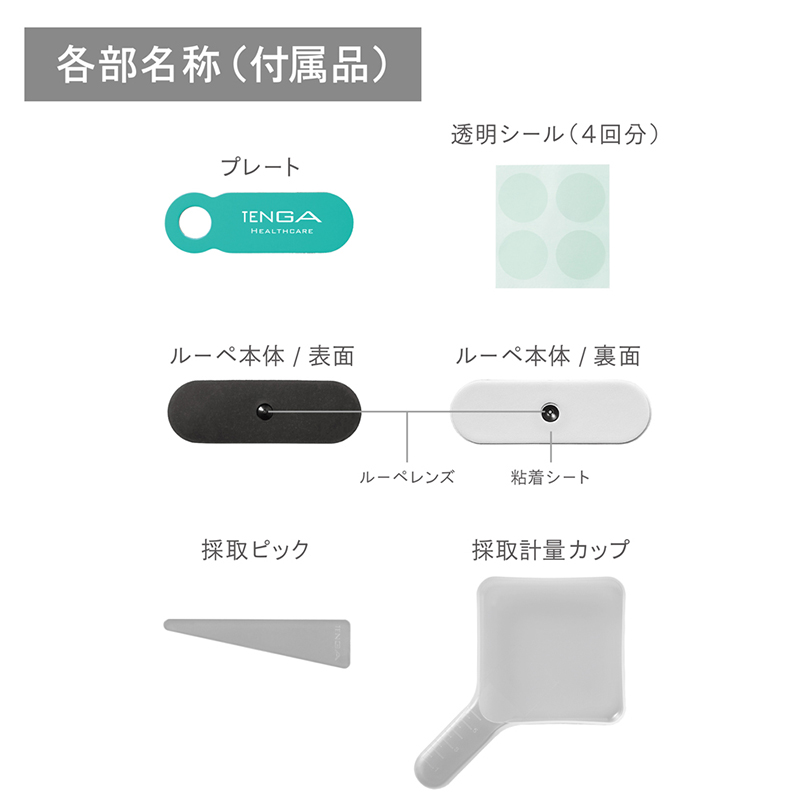 各部名称（付属品）
プレート
TENGA
HEALTHCARE
透明シール（4回分）
ルーペ本体 / 表面
ルーペ本体 / 裏面
ルーペレンズ
粘着シート
採取ピック
TENGA
採取計量カップ